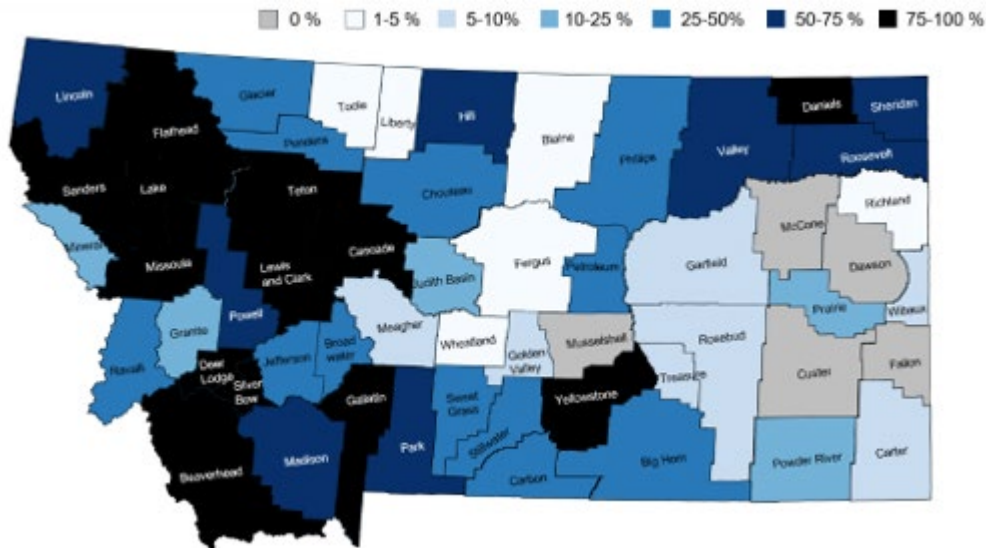 0 % 1-5 % 5-10% 10-25 % 25-50% 50-75 % 75-100 %
Lincoln
Flathead
Glacier
Toole
Liberty
Hill
Blaine
Phillips
Valley
Daniels
Sheridan
Roosevelt
Pondera
Sanders
Lake
Teton
Chouteau
Richland
McCone
Mineral
Missoula
Lewis
and Clark
Cascade
Judith Basin
Fergus
Petroleum
Garfield
Dawson
Powell
Granite
Meagher
Wheatland
Golden
Valley
Musselshell
Rosebud
Prairie
Wibaux
Ravalli
Deer
Lodge
Silver
Bow
Jefferson
Broad
water
Gallatin
Treasure
Custer
Fallon
Yellowstone
Sweet
Grass
Stillwater
Park
Madison
Beaverhead
Carbon
Big Horn
Powder River
Carter